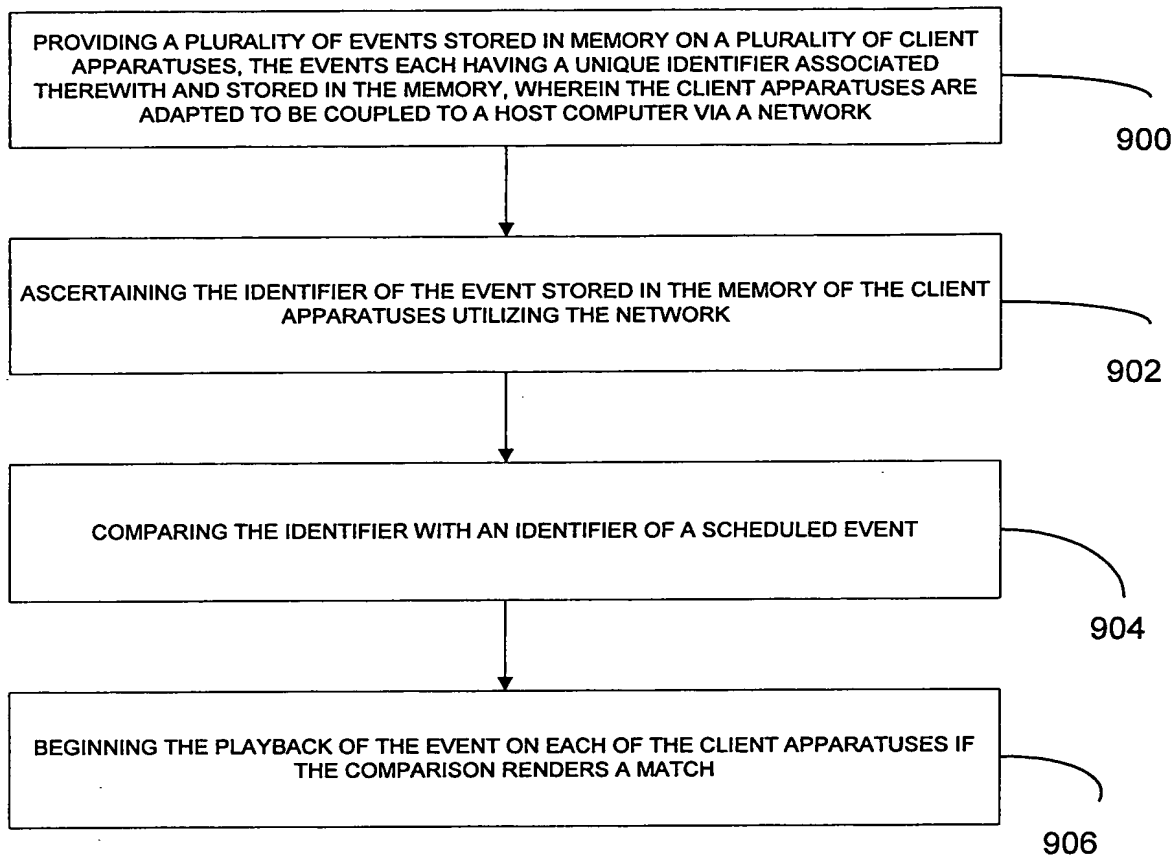 PROVIDING A PLURALITY OF EVENTS STORED IN MEMORY ON A PLURALITY OF CLIENT
APPARATUSES, THE EVENTS EACH HAVING A UNIQUE IDENTIFIER ASSOCIATED
THEREWITH AND STORED IN THE MEMORY, WHEREIN THE CLIENT APPARATUSES ARE
ADAPTED TO BE COUPLED TO A HOST COMPUTER VIA A NETWORK
900
ASCERTAINING THE IDENTIFIER OF THE EVENT STORED IN THE MEMORY OF THE CLIENT
APPARATUSES UTILIZING THE NETWORK
902
COMPARING THE IDENTIFIER WITH AN IDENTIFIER OF A SCHEDULED EVENT
904
BEGINNING THE PLAYBACK OF THE EVENT ON EACH OF THE CLIENT APPARATUSES IF
THE COMPARISON RENDERS A MATCH
906